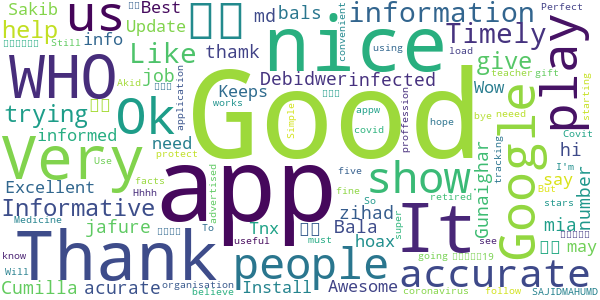 Sakib
us
md
Best
nice
information
help
info
bals
Update
Timely
Like
thamk
play
WHO
job
Debidwer
infected
give
trying
Ok
Good
Keeps
Wow
Google
application
works
informed
need
covid
appw
hope
Simple
proffession
teacher
gift
bye
neeed
load
using
convenient
Perfect
Still
Akid
starting
Very
app
show
hi
Covit
Use
protect
five
Gunaighar
tracking
I'm
Excellent
facts
Hhhh
advertised
fine
So
retired
say
But
number
Informative
zihad
It
stars
Medicine
To
Tnx
Bala
super
mia
jafure
hoax
must
see
may
Thank
people
useful
going
19
know
Will
accurate
Cumilla
acurate
Install
Awesome
organisation
believe
coronavirus
follow
SAJIDMAHUMD